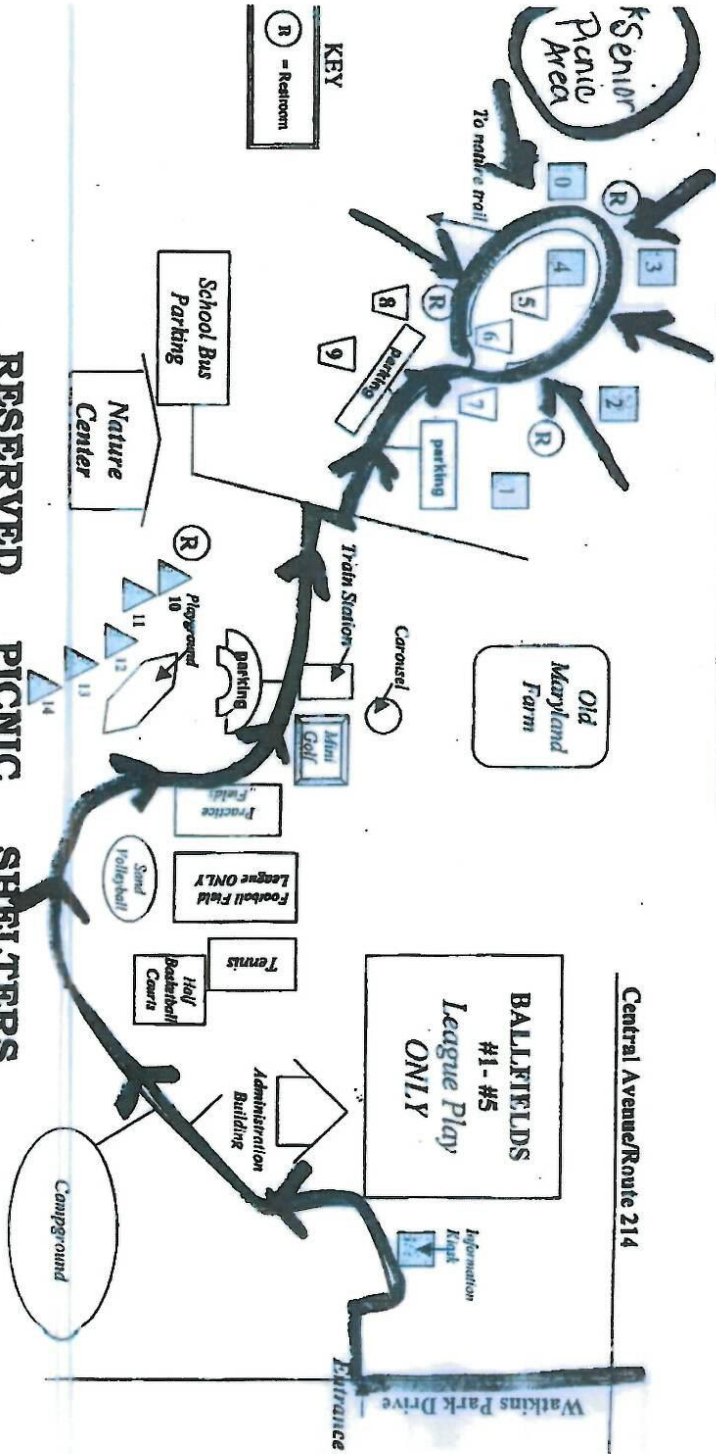 Senior
Picnic
Area
KEY
R = Restroom
To nature trail
0
R
3
4
5
R
8
6
9
7
2
R
1
parking
parking
School Bus
Parking
Nature
Center
Old
Maryland
Farm
Train Station
Carousel
Mini
Golf
parking
R
Playground
10
11
12
13
14
Practice
Field
Football Field
League ONLY
Sand
Volleyball
Tennis
Half
Basketball
Courts
Central Avenue/Route 214
BALLFIELDS
#1 - #5
League Play
ONLY
Administration
Building
Information
Kiosk
Campground
Entrance
Watkins Park Drive
RESERVED PICNIC SHELTERS